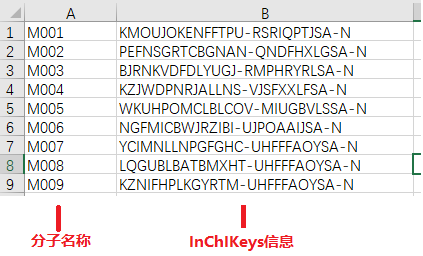 A B
1 M001 KMOUJOKENFFTPU-RSRIQPTJSA-N
2 M002 PEFNSGRTCBGNAN-QNDFHXLGSA-N
3 M003 BJRNKVDFDLYUGJ-RMPHRYRLSA-N
4 M004 KZJWDPNRJALLNS-VJSFXXLFSA-N
5 M005 WKUHPOMCLBLCOV-MIUGBVLSSA-N
6 M006 NGFMICBWJRZIBI-UJPOAAIJSA-N
7 M007 YCIMNLLNPGFGHC-UHFFFAOYSA-N
8 M008 LQGUBLBATBMXHT-UHFFFAOYSA-N
9 M009 KZNIFHPLKGYRTM-UHFFFAOYSA-N
分子名称 InChIKeys信息